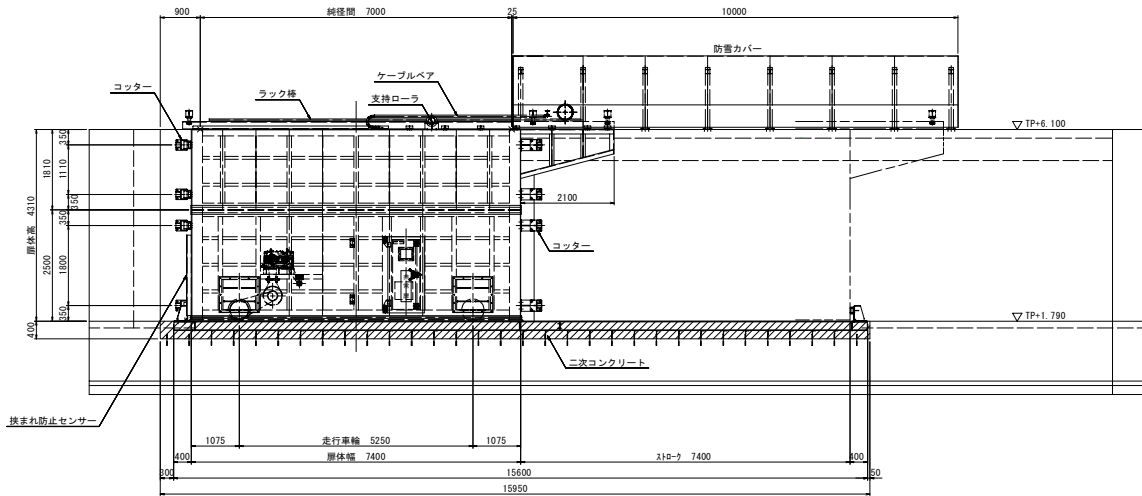 900
純径間 7000
25
10000
防雪カバー
ケーブルベア
コッター
ラック棒
支持ローラ
TP+6.100
350
1810
1110
350
扉体高 4310
2100
350
コッター
2500
1800
350
TP+1.790
400
二次コンクリート
挟まれ防止センサー
1075
走行車輪 5250
1075
400
扉体幅 7400
ストローク 7400
400
300
15600
50
15950